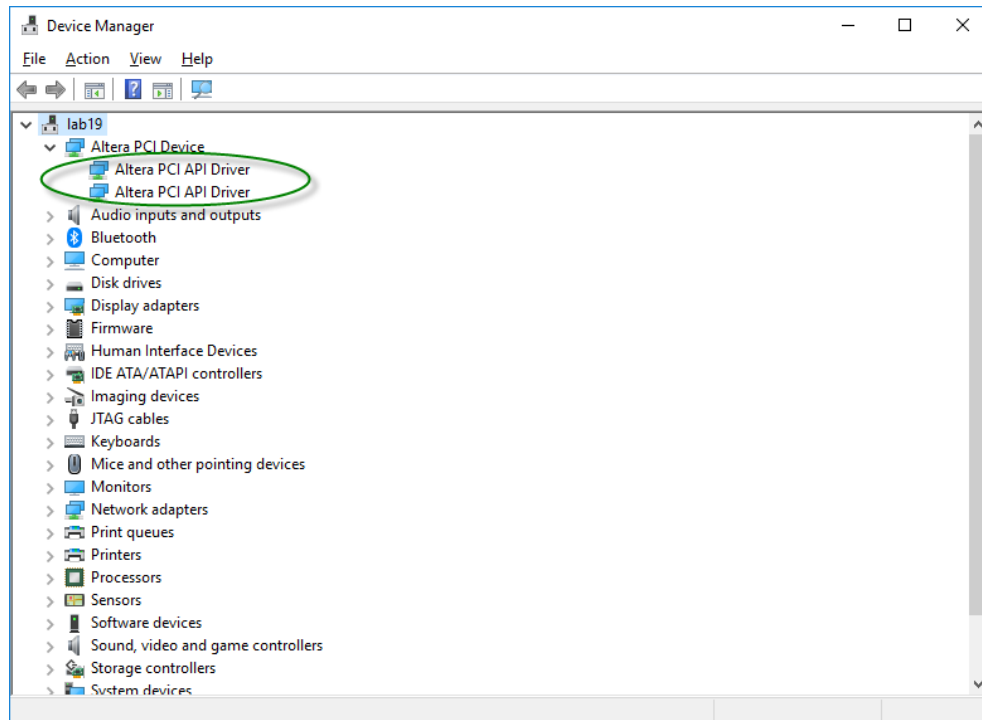 Device Manager
File Action View Help
lab19
Altera PCI Device
Altera PCI API Driver
Altera PCI API Driver
Audio inputs and outputs
Bluetooth
Computer
Disk drives
Display adapters
Firmware
Human Interface Devices
IDE ATA/ATAPI controllers
Imaging devices
JTAG cables
Keyboards
Mice and other pointing devices
Monitors
Network adapters
Print queues
Printers
Processors
Sensors
Software devices
Sound, video and game controllers
Storage controllers
System devices